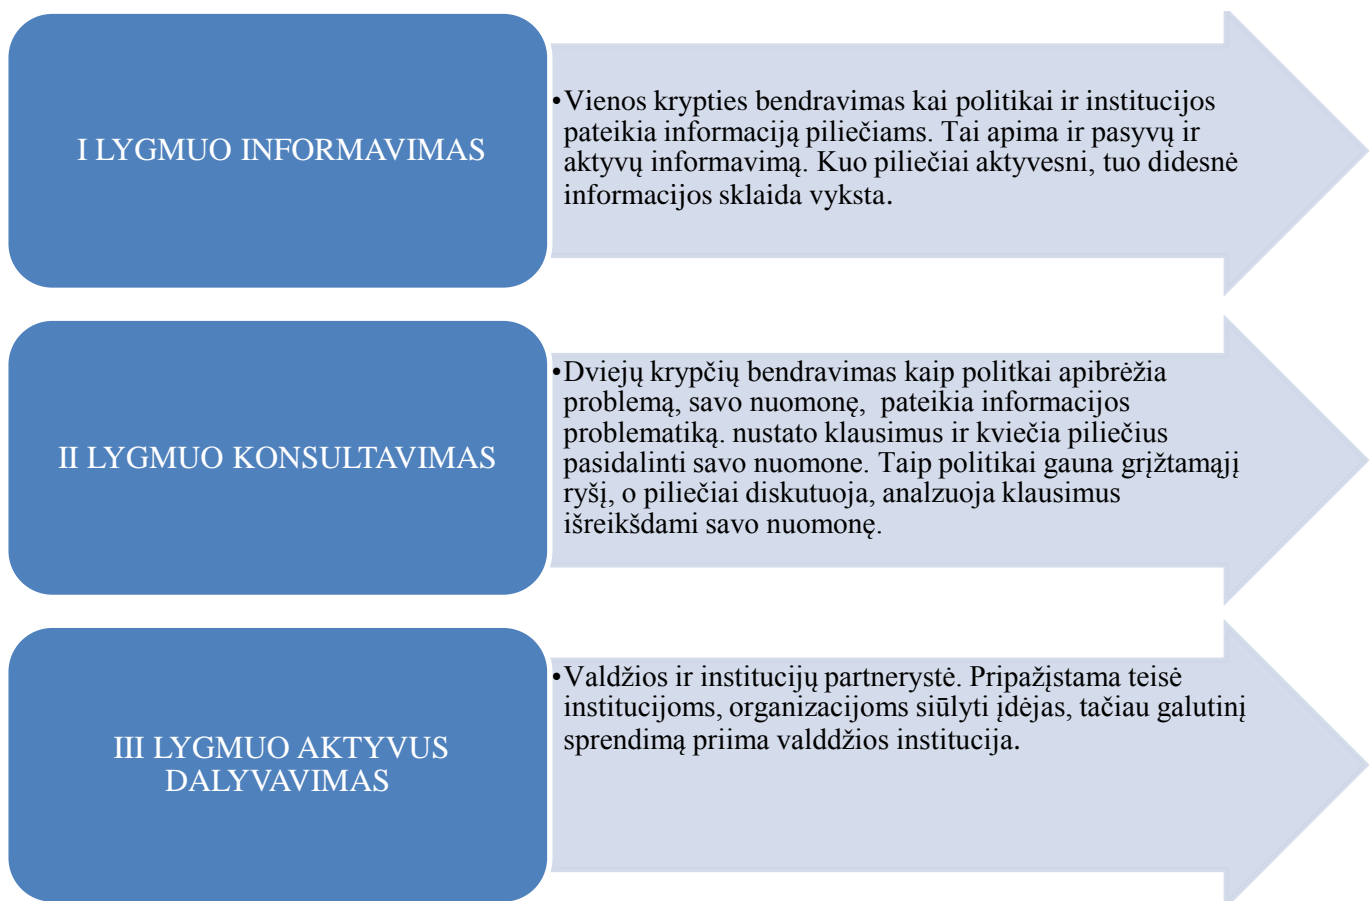 I LYGMUO INFORMAVIMAS
•Vienos krypties bendravimas kai politikai ir institucijos
pateikia informaciją piliečiams. Tai apima ir pasyvų ir
aktyvų informavimą. Kuo piliečiai aktyvesni, tuo didesnė
informacijos sklaida vyksta.
II LYGMUO KONSULTAVIMAS
•Dviejų krypčių bendravimas kaip politkai apibrėžia
problemą, savo nuomonę,  pateikia informacijos
problematiką. nustato klausimus ir kviečia piliečius
pasidalinti savo nuomone. Taip politikai gauna grįžtamąjį
ryšį, o piliečiai diskutuoja, analzuoja klausimus
išreikšdami savo nuomonę.
III LYGMUO AKTYVUS
DALYVAVIMAS
•Valdžios ir institucijų partnerystė. Pripažįstama teisė
institucijoms, organizacijoms siūlyti įdėjas, tačiau galutinį
sprendimą priima valddžios institucija.